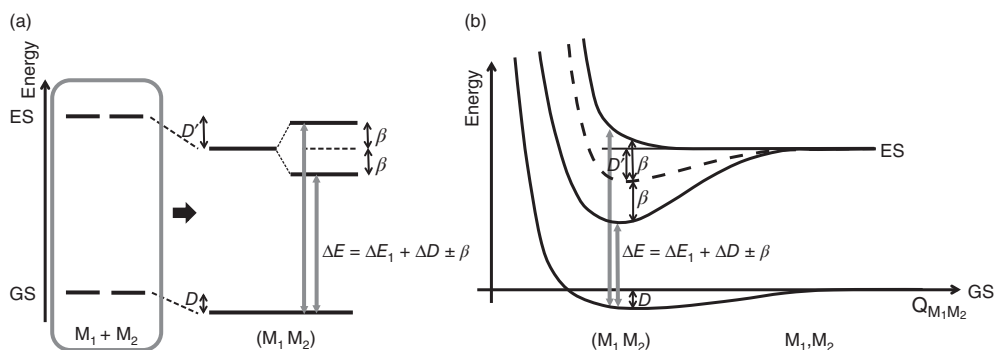 (a)
Energy
ES
D′
β
β
ΔE = ΔE₁ + ΔD ± β
GS
D
M₁ + M₂
(M₁ M₂)
(b)
Energy
ES
D′
β
β
ΔE = ΔE₁ + ΔD ± β
D
GS
Q_M₁M₂
(M₁ M₂)
M₁,M₂